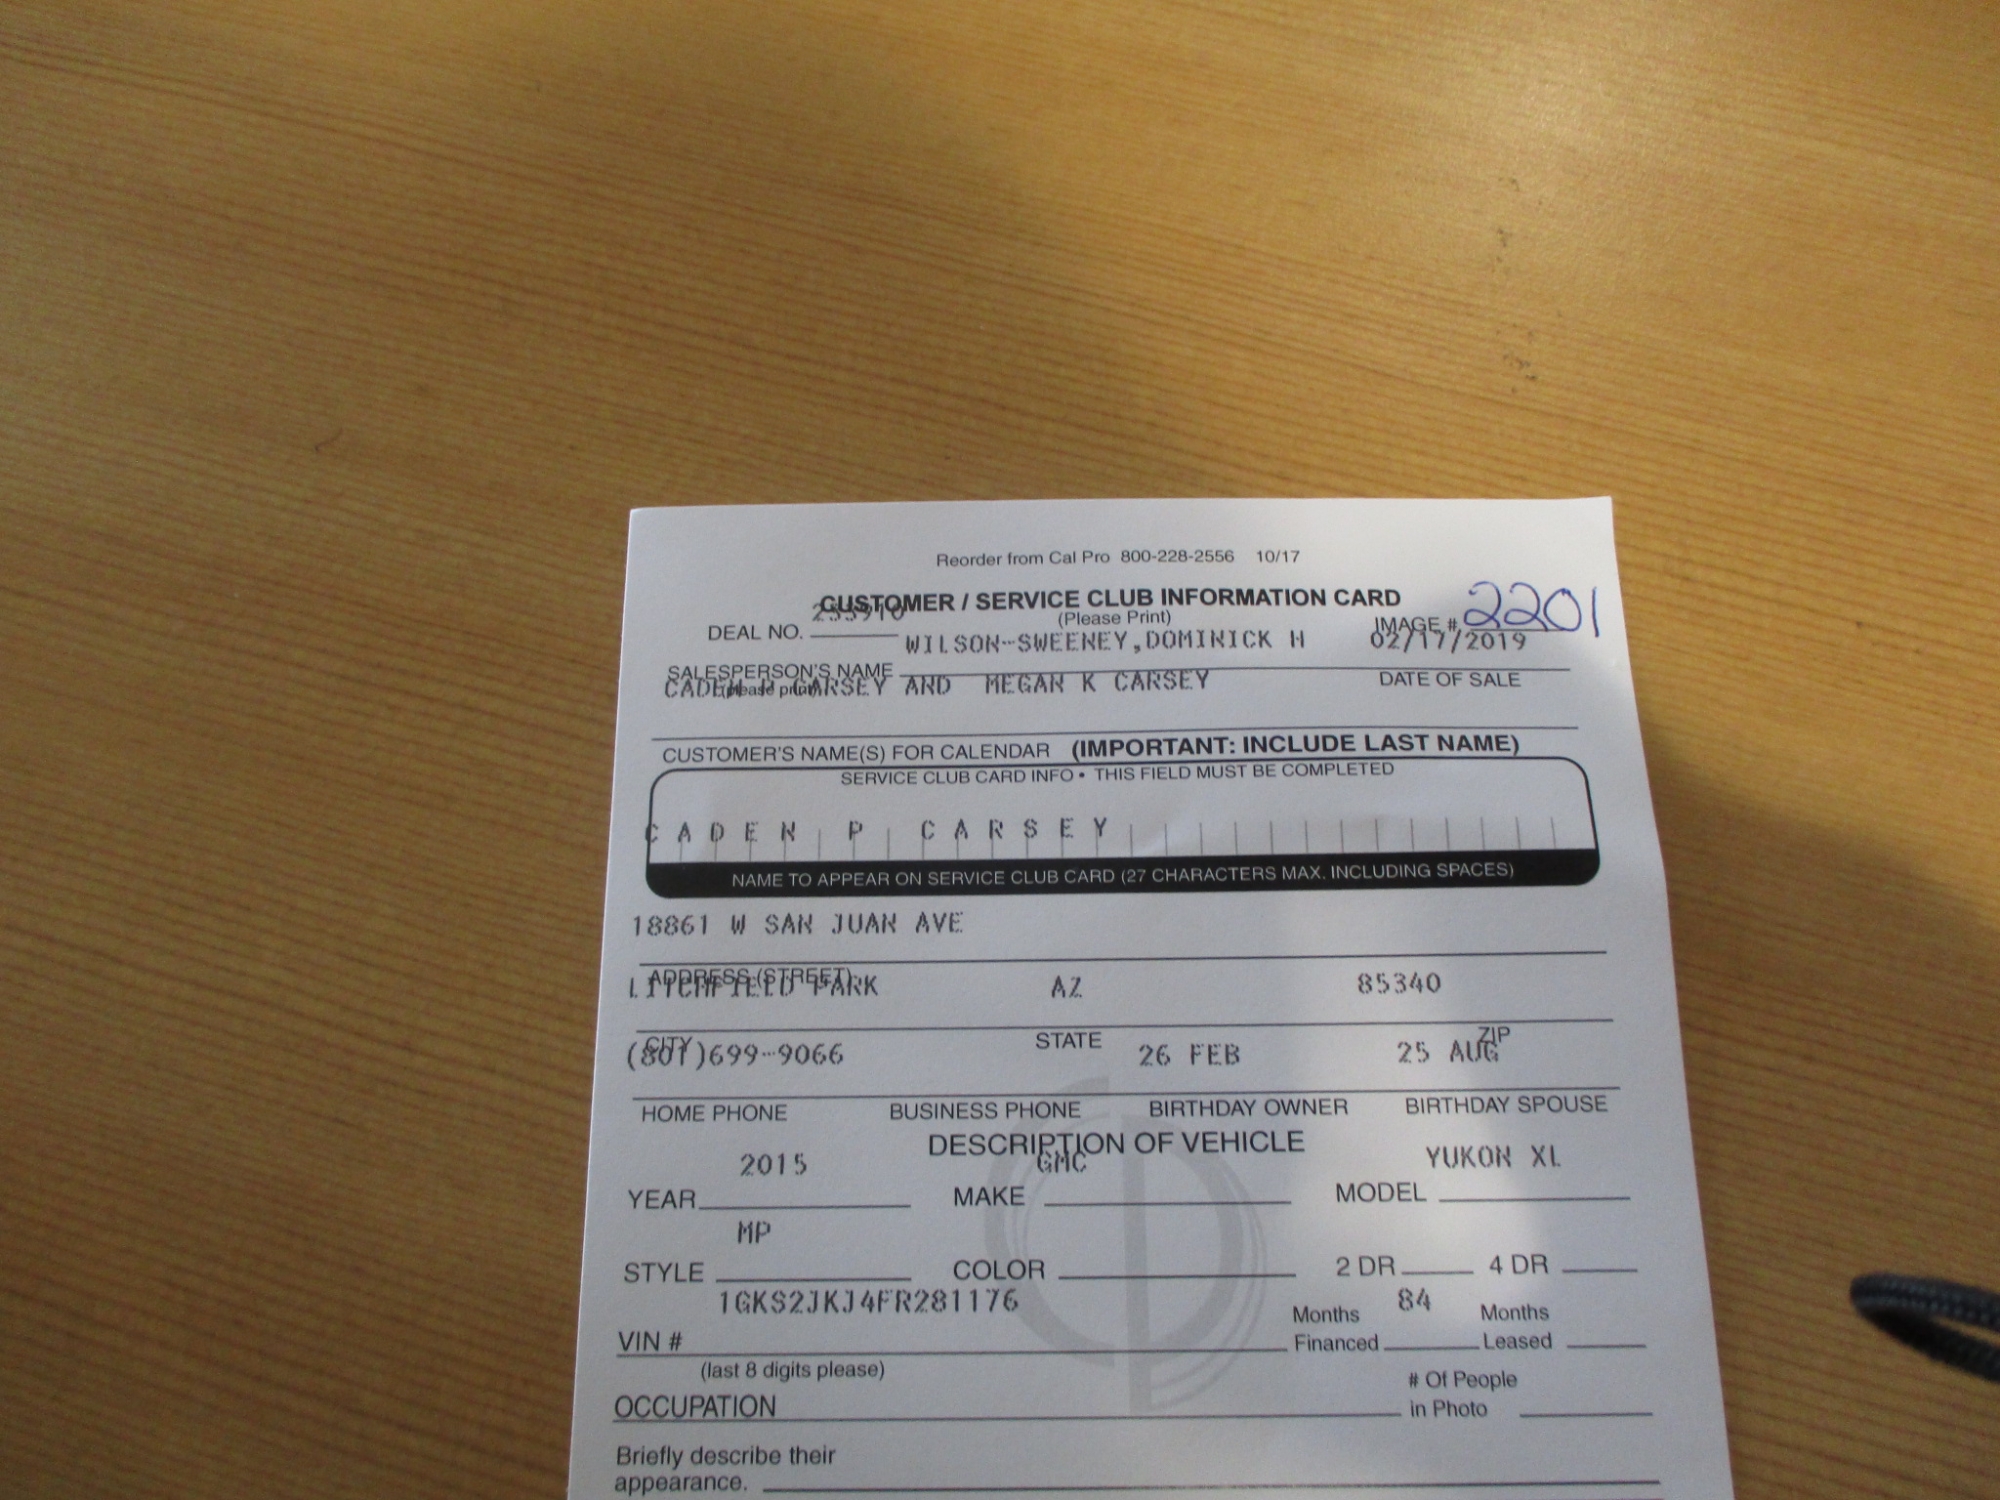 Reorder from Cal Pro 800-228-2556 10/17
CUSTOMER / SERVICE CLUB INFORMATION CARD
(Please Print)
DEAL NO. 233910 IMAGE # 2201
WILSON-SWEENEY,DOMINICK H 02/17/2019
SALESPERSON'S NAME
(please print) DATE OF SALE
CADEN P CARSEY AND MEGAN K CARSEY
CUSTOMER'S NAME(S) FOR CALENDAR (IMPORTANT: INCLUDE LAST NAME)
SERVICE CLUB CARD INFO • THIS FIELD MUST BE COMPLETED
CADEN P CARSEY
NAME TO APPEAR ON SERVICE CLUB CARD (27 CHARACTERS MAX. INCLUDING SPACES)
18861 W SAN JUAN AVE
ADDRESS (STREET)
LITCHFIELD PARK AZ 85340
CITY STATE ZIP
(801)699-9066 26 FEB 25 AUG
HOME PHONE BUSINESS PHONE BIRTHDAY OWNER BIRTHDAY SPOUSE
DESCRIPTION OF VEHICLE
2015 GMC YUKON XL
YEAR MAKE MODEL
MP
STYLE COLOR 2 DR 4 DR
1GKS2JKJ4FR281176 84
VIN # Months Financed Months Leased
(last 8 digits please)
OCCUPATION # Of People in Photo
Briefly describe their
appearance.